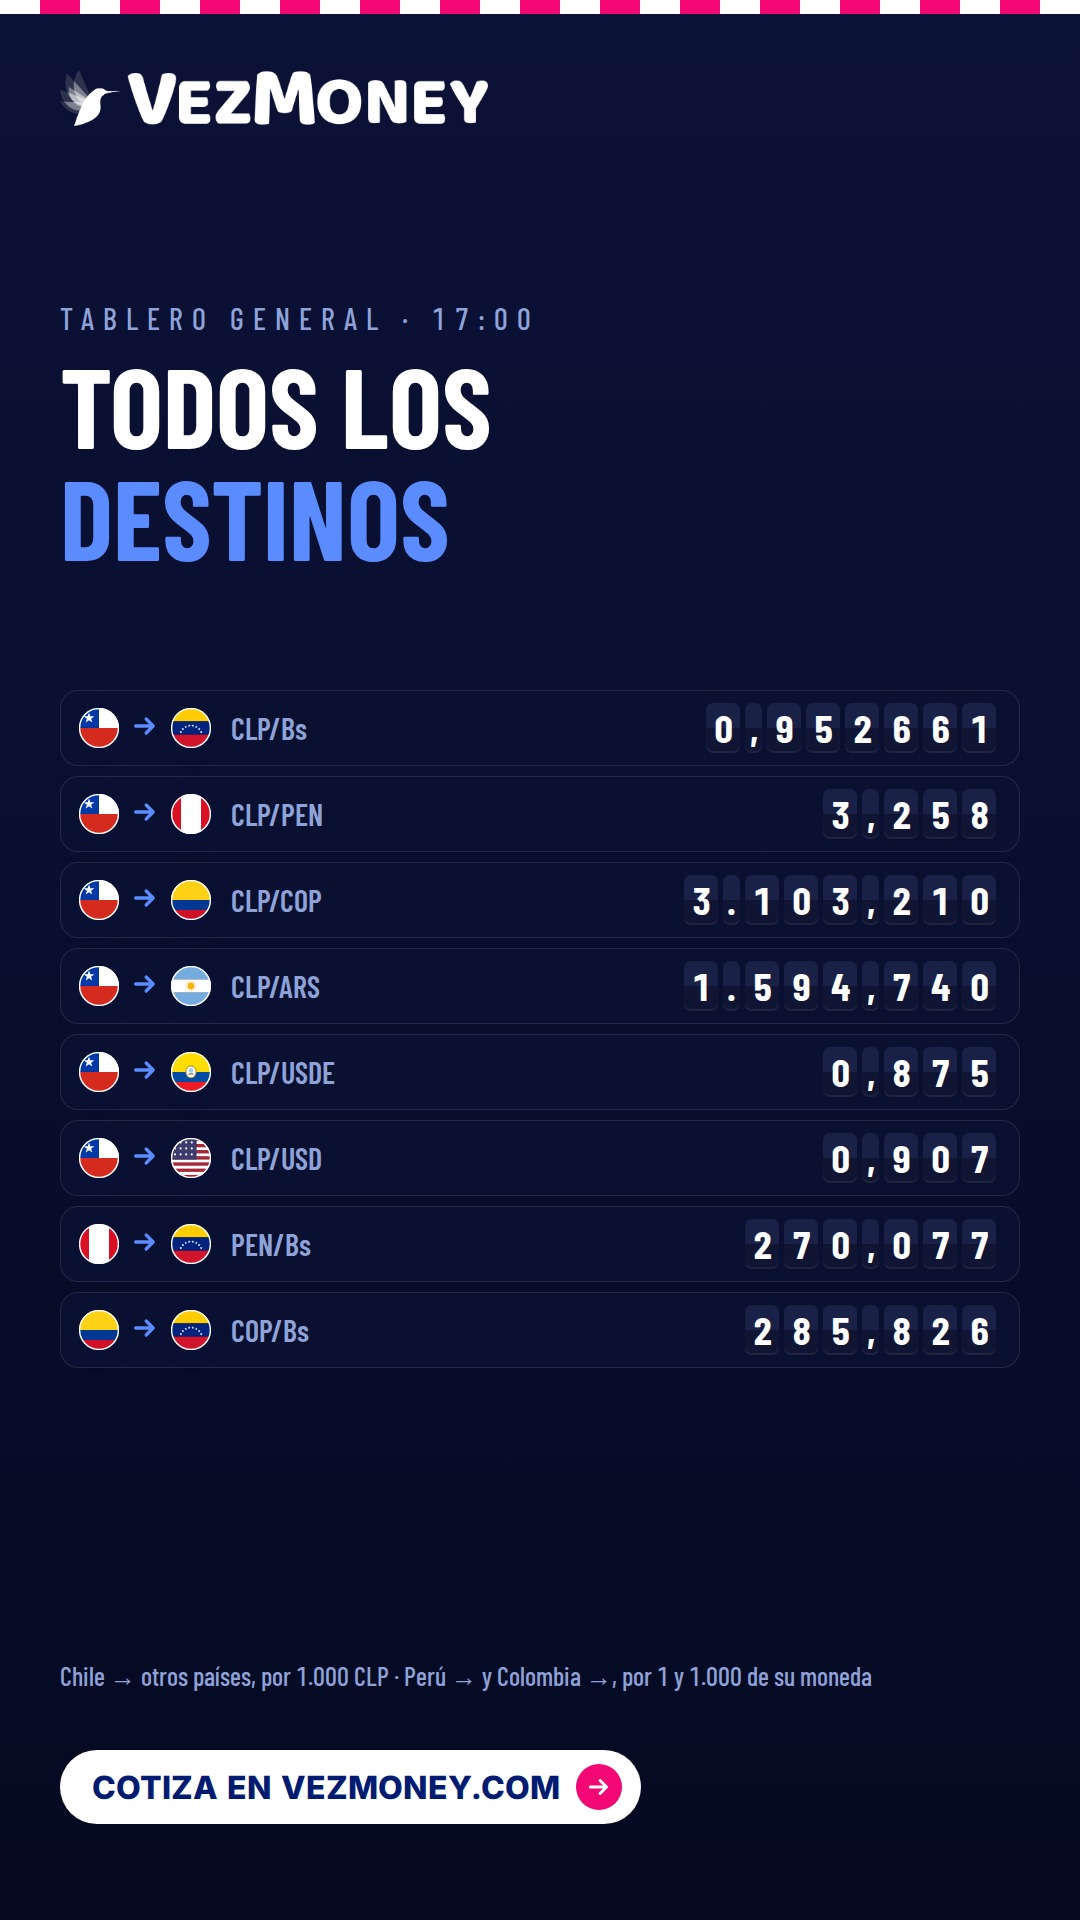 VEZMONEY
TABLERO GENERAL · 17:00
TODOS LOS
DESTINOS
CLP/Bs 0,952661
CLP/PEN 3,258
CLP/COP 3.103,210
CLP/ARS 1.594,740
CLP/USDE 0,875
CLP/USD 0,907
PEN/Bs 270,077
COP/Bs 285,826
Chile → otros países, por 1.000 CLP · Perú → y Colombia →, por 1 y 1.000 de su moneda
COTIZA EN VEZMONEY.COM